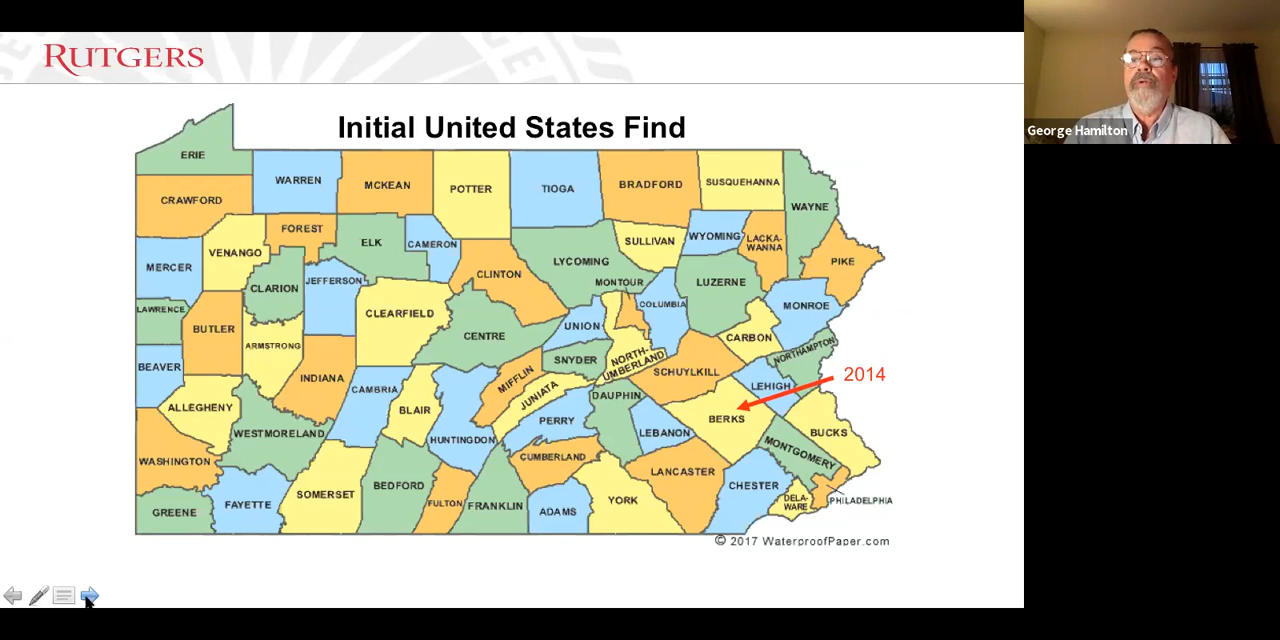 RUTGERS
Initial United States Find
George Hamilton
ERIE
WARREN
MCKEAN
POTTER
TIOGA
BRADFORD
SUSQUEHANNA
WAYNE
CRAWFORD
FOREST
ELK
CAMERON
SULLIVAN
WYOMING
LACKA-
WANNA
MERCER
VENANGO
CLARION
JEFFERSON
CLINTON
LYCOMING
MONTOUR
COLUMBIA
LUZERNE
PIKE
MONROE
LAWRENCE
BUTLER
ARMSTRONG
CLEARFIELD
CENTRE
UNION
NORTH-
UMBERLAND
CARBON
NORTHAMPTON
BEAVER
INDIANA
CAMBRIA
BLAIR
MIFFLIN
SNYDER
JUNIATA
SCHUYLKILL
LEHIGH
2014
ALLEGHENY
WESTMORELAND
HUNTINGDON
PERRY
DAUPHIN
LEBANON
BERKS
BUCKS
WASHINGTON
CUMBERLAND
LANCASTER
MONTGOMERY
GREENE
FAYETTE
SOMERSET
BEDFORD
FULTON
FRANKLIN
ADAMS
YORK
CHESTER
DELA-
WARE
PHILADELPHIA
© 2017 WaterproofPaper.com